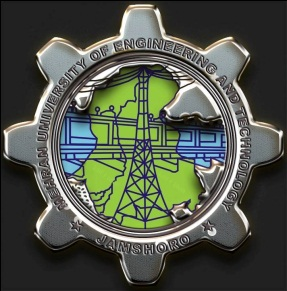 MEHRAN UNIVERSITY OF ENGINEERING AND TECHNOLOGY
JAMSHORO